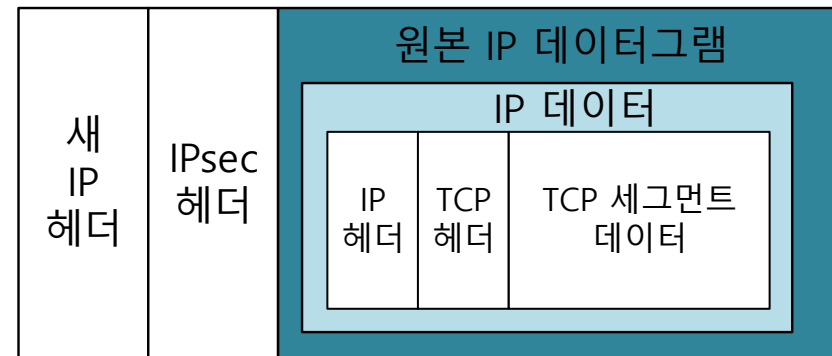 새
IP
헤더
IPsec
헤더
원본 IP 데이터그램
IP 데이터
IP
헤더
TCP
헤더
TCP 세그먼트
데이터